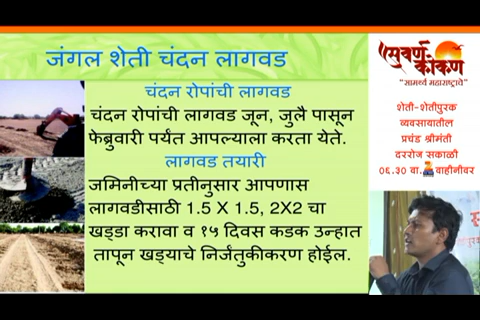 जंगल शेती चंदन लागवड
चंदन रोपांची लागवड
चंदन रोपांची लागवड जून, जुलै पासून
फेब्रुवारी पर्यंत आपल्याला करता येते.
लागवड तयारी
जमिनीच्या प्रतीनुसार आपणास
लागवडीसाठी 1.5 X 1.5, 2X2 चा
खड्डा करावा व १५ दिवस कडक उन्हात
तापून खड्याचे निर्जंतुकीकरण होईल.
सुवर्ण
कोकण
"सामर्थ्य महाराष्ट्राचे"
शेती-शेतीपुरक
व्यवसायातील
प्रचंड श्रीमंती
दररोज सकाळी
०६.३० वा. वाहीनीवर